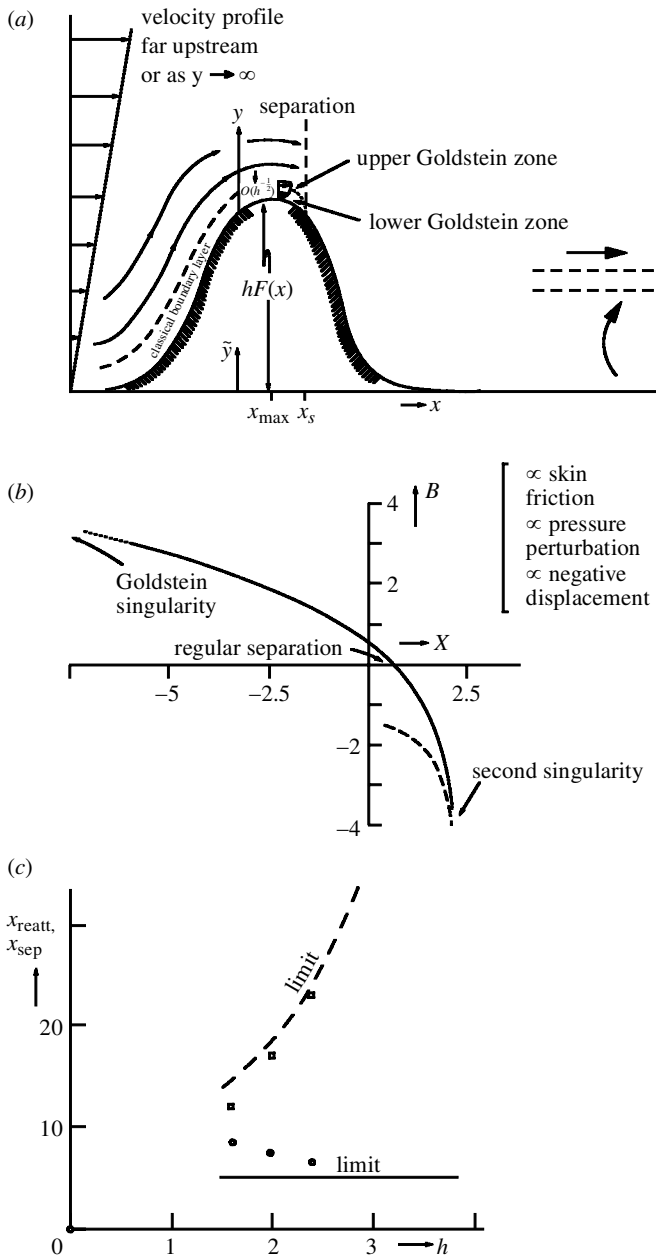 (a)
velocity profile
far upstream
or as y → ∞
separation
y
upper Goldstein zone
O(h^{-1/2})
lower Goldstein zone
classical boundary layer
hF(x)
ỹ
x_max
x_s
x
(b)
4
B
∝ skin
friction
∝ pressure
perturbation
∝ negative
displacement
2
Goldstein
singularity
regular separation
X
−5
−2.5
2.5
−2
second singularity
−4
(c)
x_reatt,
x_sep
limit
20
10
limit
0
1
2
3
h